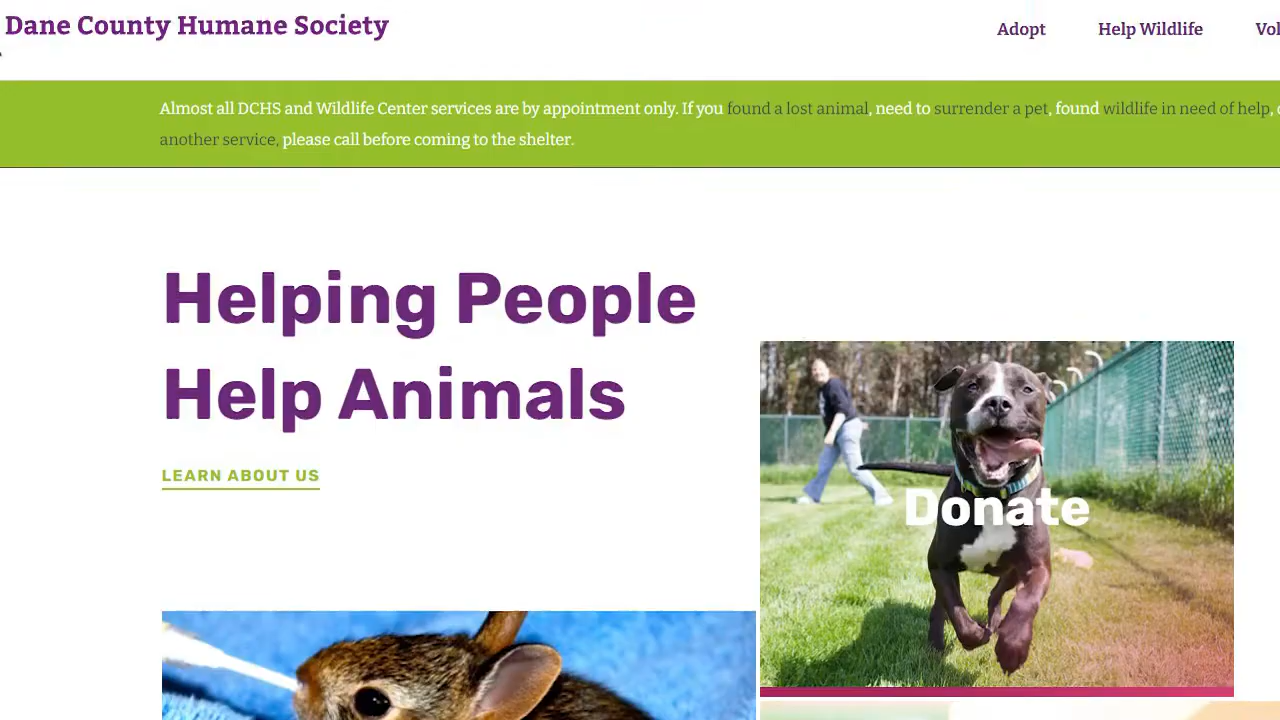 Dane County Humane Society
Adopt Help Wildlife
Almost all DCHS and Wildlife Center services are by appointment only. If you found a lost animal, need to surrender a pet, found wildlife in need of help,
another service, please call before coming to the shelter.
Helping People
Help Animals
LEARN ABOUT US
Donate